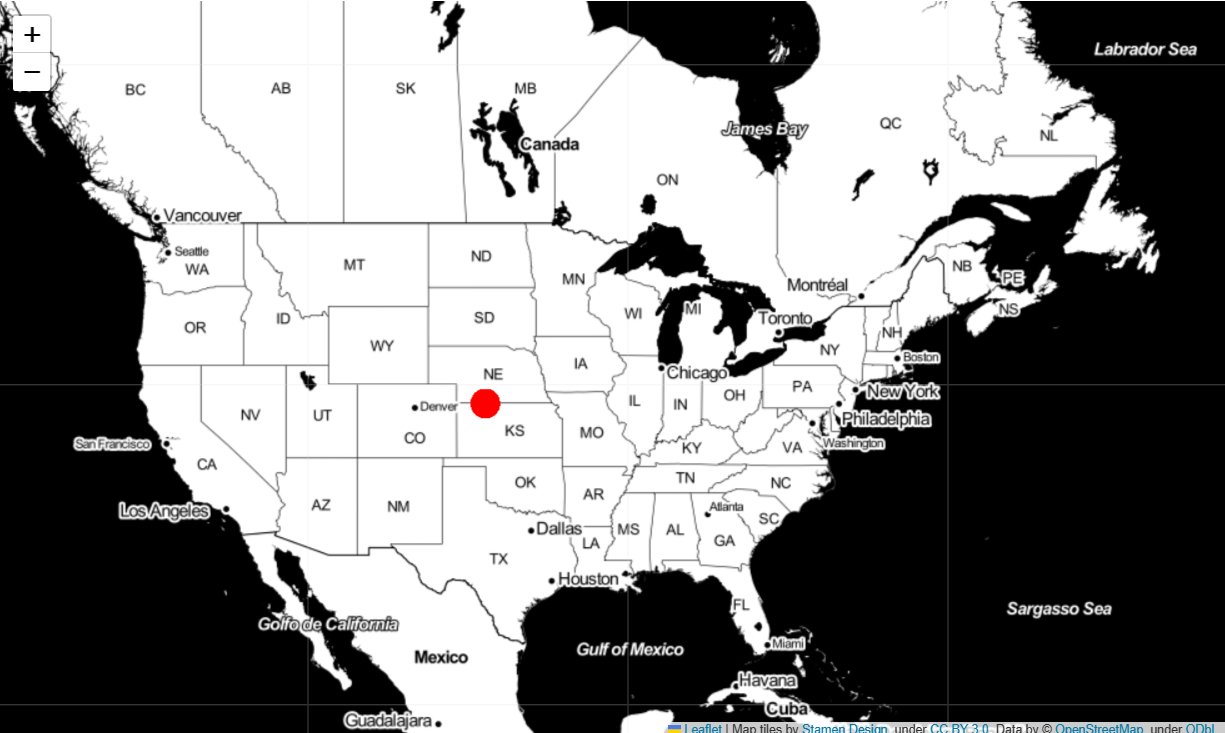 +
−
Labrador Sea
BC
AB
SK
MB
James Bay
QC
NL
Canada
ON
Vancouver
Seattle
WA
MT
ND
MN
NB
PE
NS
Montréal
OR
ID
SD
WI
MI
Toronto
NH
WY
NY
Boston
IA
Chicago
NE
PA
New York
OH
IL
IN
Denver
NV
UT
CO
KS
MO
Philadelphia
Washington
VA
KY
San Francisco
CA
TN
NC
OK
AR
AZ
NM
Los Angeles
Atlanta
SC
Dallas
MS
AL
GA
LA
TX
Houston
FL
Golfo de California
Sargasso Sea
Gulf of Mexico
Miami
Mexico
Havana
Cuba
Guadalajara
Leaflet | Map tiles by Stamen Design, under CC BY 3.0. Data by © OpenStreetMap, under ODbL.